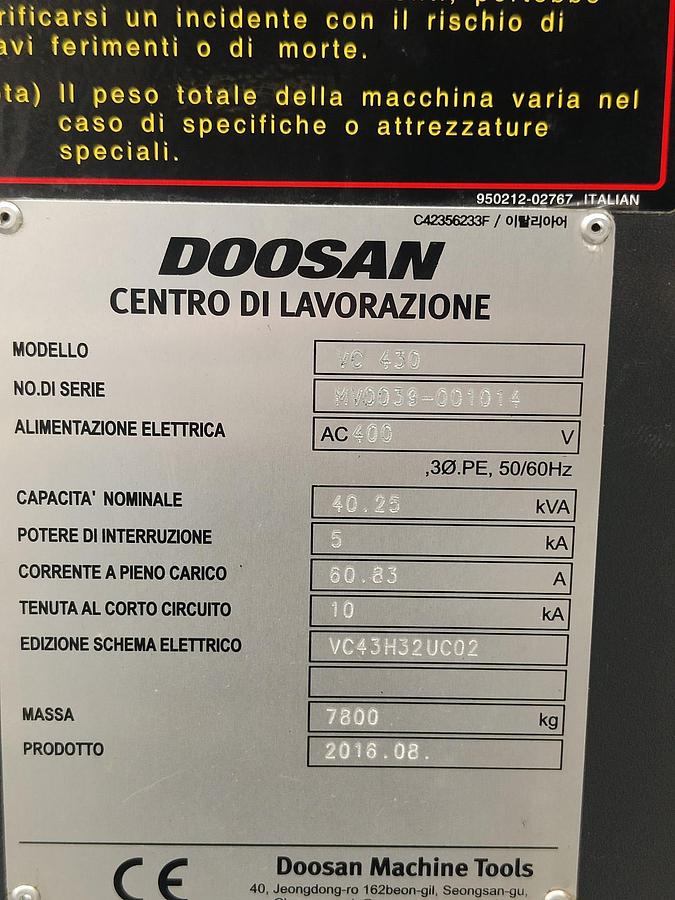 rificarsi un incidente con il rischio di
avi ferimenti o di morte.
ota) Il peso totale della macchina varia nel
caso di specifiche o attrezzature
speciali.
950212-02767 , ITALIAN
C42356233F / 이탈리아어
DOOSAN
CENTRO DI LAVORAZIONE
MODELLO VC 430
NO.DI SERIE MV0039-001014
ALIMENTAZIONE ELETTRICA AC 400 V
,3Ø.PE, 50/60Hz
CAPACITA' NOMINALE 40.25 kVA
POTERE DI INTERRUZIONE 5 kA
CORRENTE A PIENO CARICO 60.83 A
TENUTA AL CORTO CIRCUITO 10 kA
EDIZIONE SCHEMA ELETTRICO VC43H32UC02
MASSA 7800 kg
PRODOTTO 2016.08.
CE
Doosan Machine Tools
40, Jeongdong-ro 162beon-gil, Seongsan-gu,